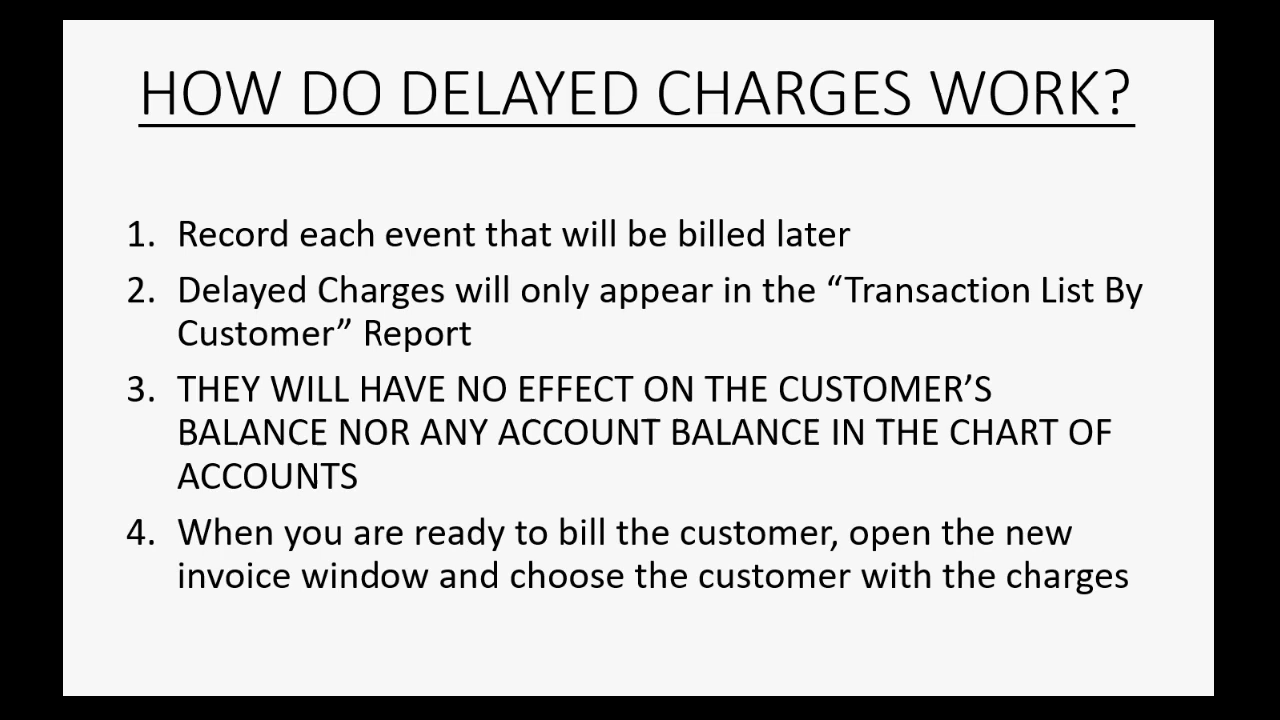 HOW DO DELAYED CHARGES WORK?
1. Record each event that will be billed later
2. Delayed Charges will only appear in the “Transaction List By
Customer” Report
3. THEY WILL HAVE NO EFFECT ON THE CUSTOMER’S
BALANCE NOR ANY ACCOUNT BALANCE IN THE CHART OF
ACCOUNTS
4. When you are ready to bill the customer, open the new
invoice window and choose the customer with the charges